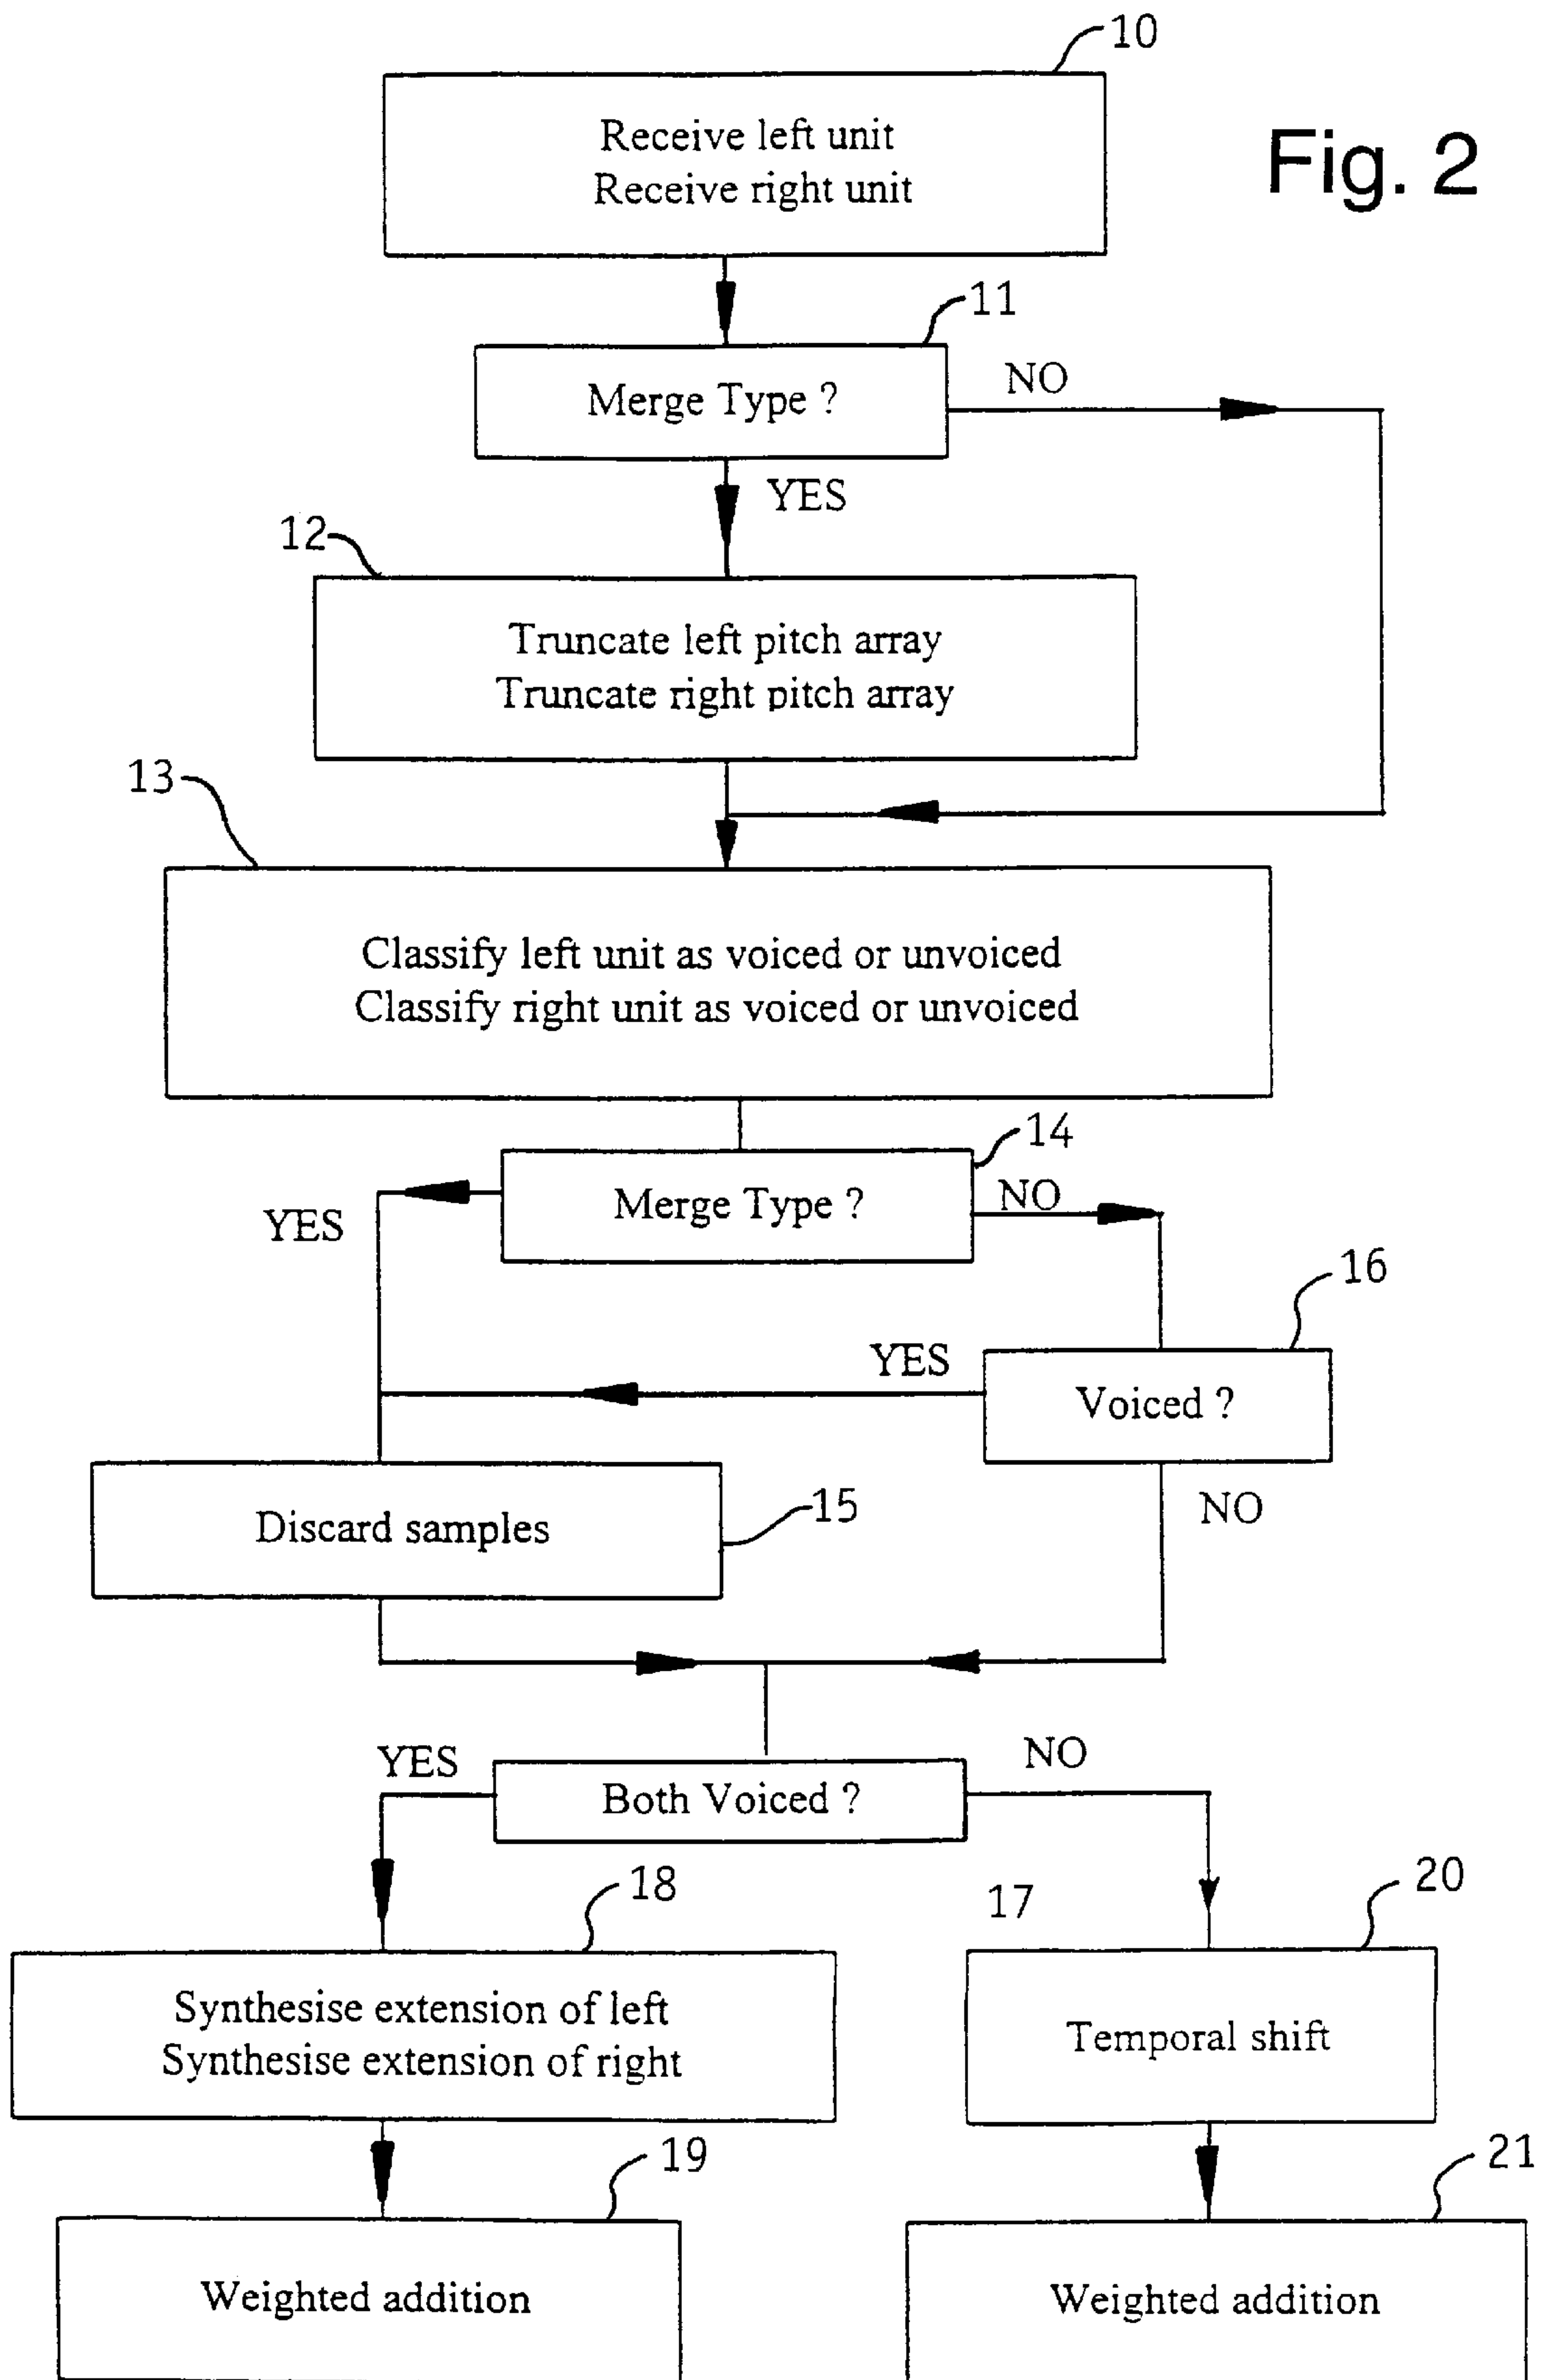 10
Receive left unit
Receive right unit
Fig. 2
11
Merge Type ?
NO
YES
12
Truncate left pitch array
Truncate right pitch array
13
Classify left unit as voiced or unvoiced
Classify right unit as voiced or unvoiced
14
Merge Type ?
NO
YES
16
YES
Voiced ?
15
NO
Discard samples
YES
NO
Both Voiced ?
18
17
20
Synthesise extension of left
Synthesise extension of right
Temporal shift
19
21
Weighted addition
Weighted addition